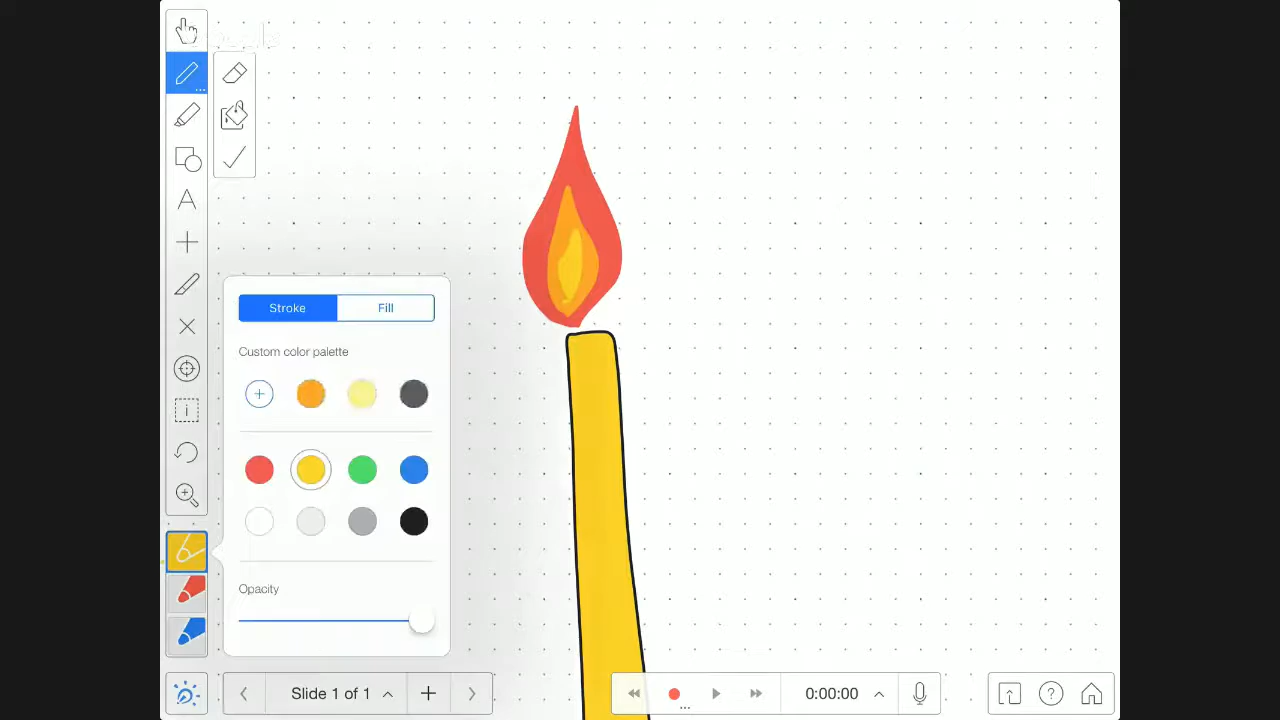 A
Stroke Fill
Custom color palette
Opacity
Slide 1 of 1
0:00:00